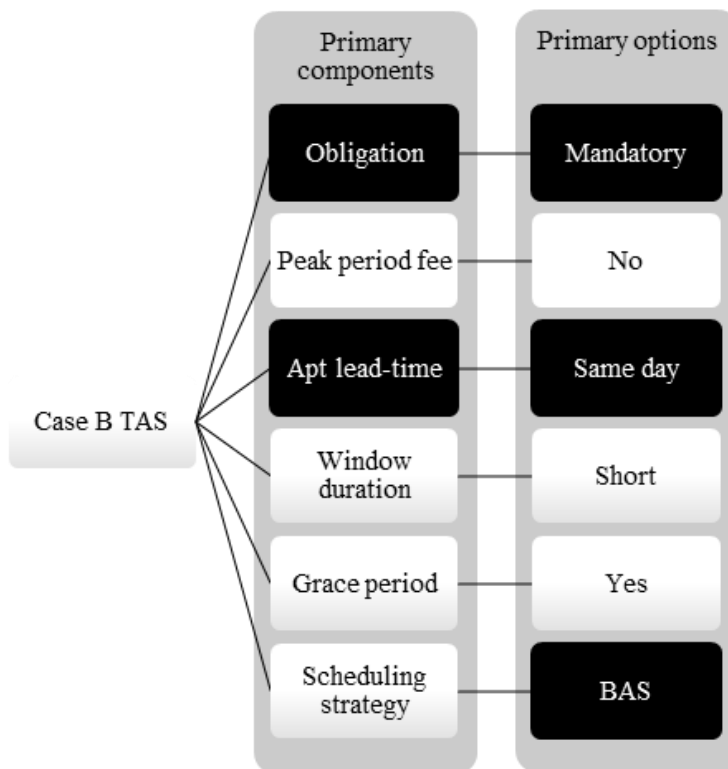 Primary
components
Primary options
Obligation
Mandatory
Peak period fee
No
Apt lead-time
Same day
Case B TAS
Window
duration
Short
Grace period
Yes
Scheduling
strategy
BAS